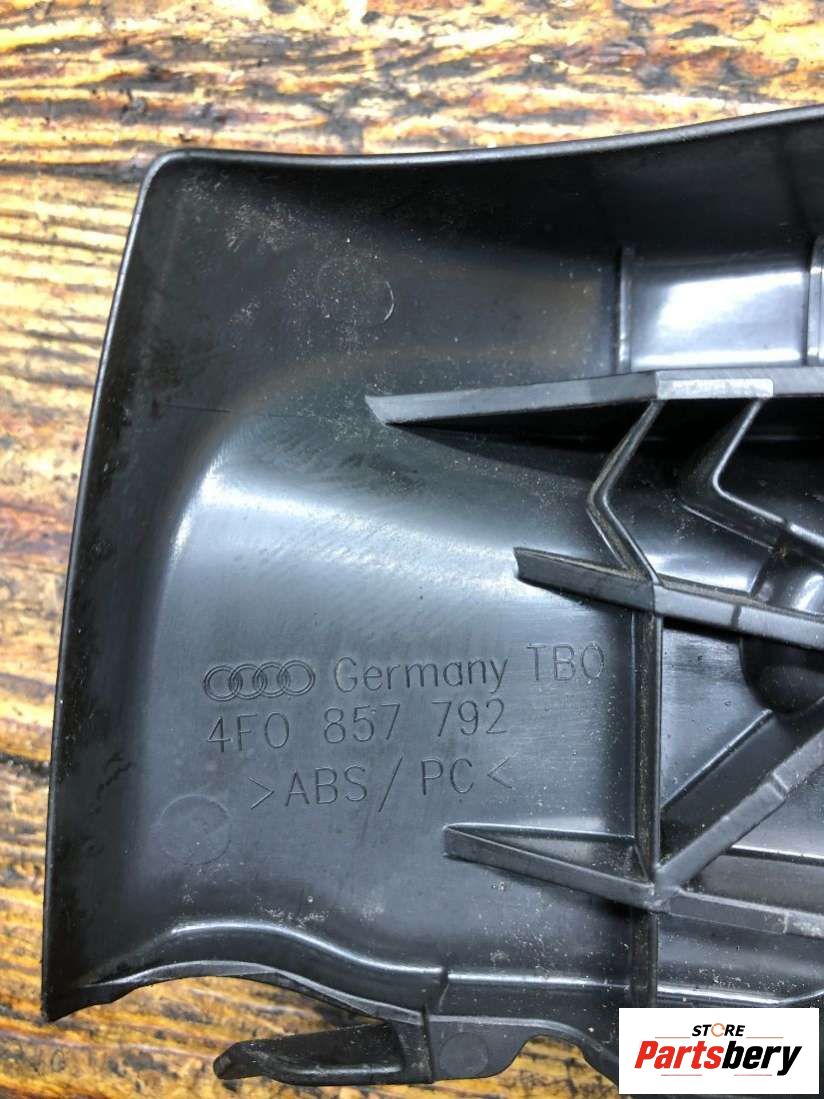 Germany TBO
4F0 857 792
>ABS/PC<
STORE
Partsbery